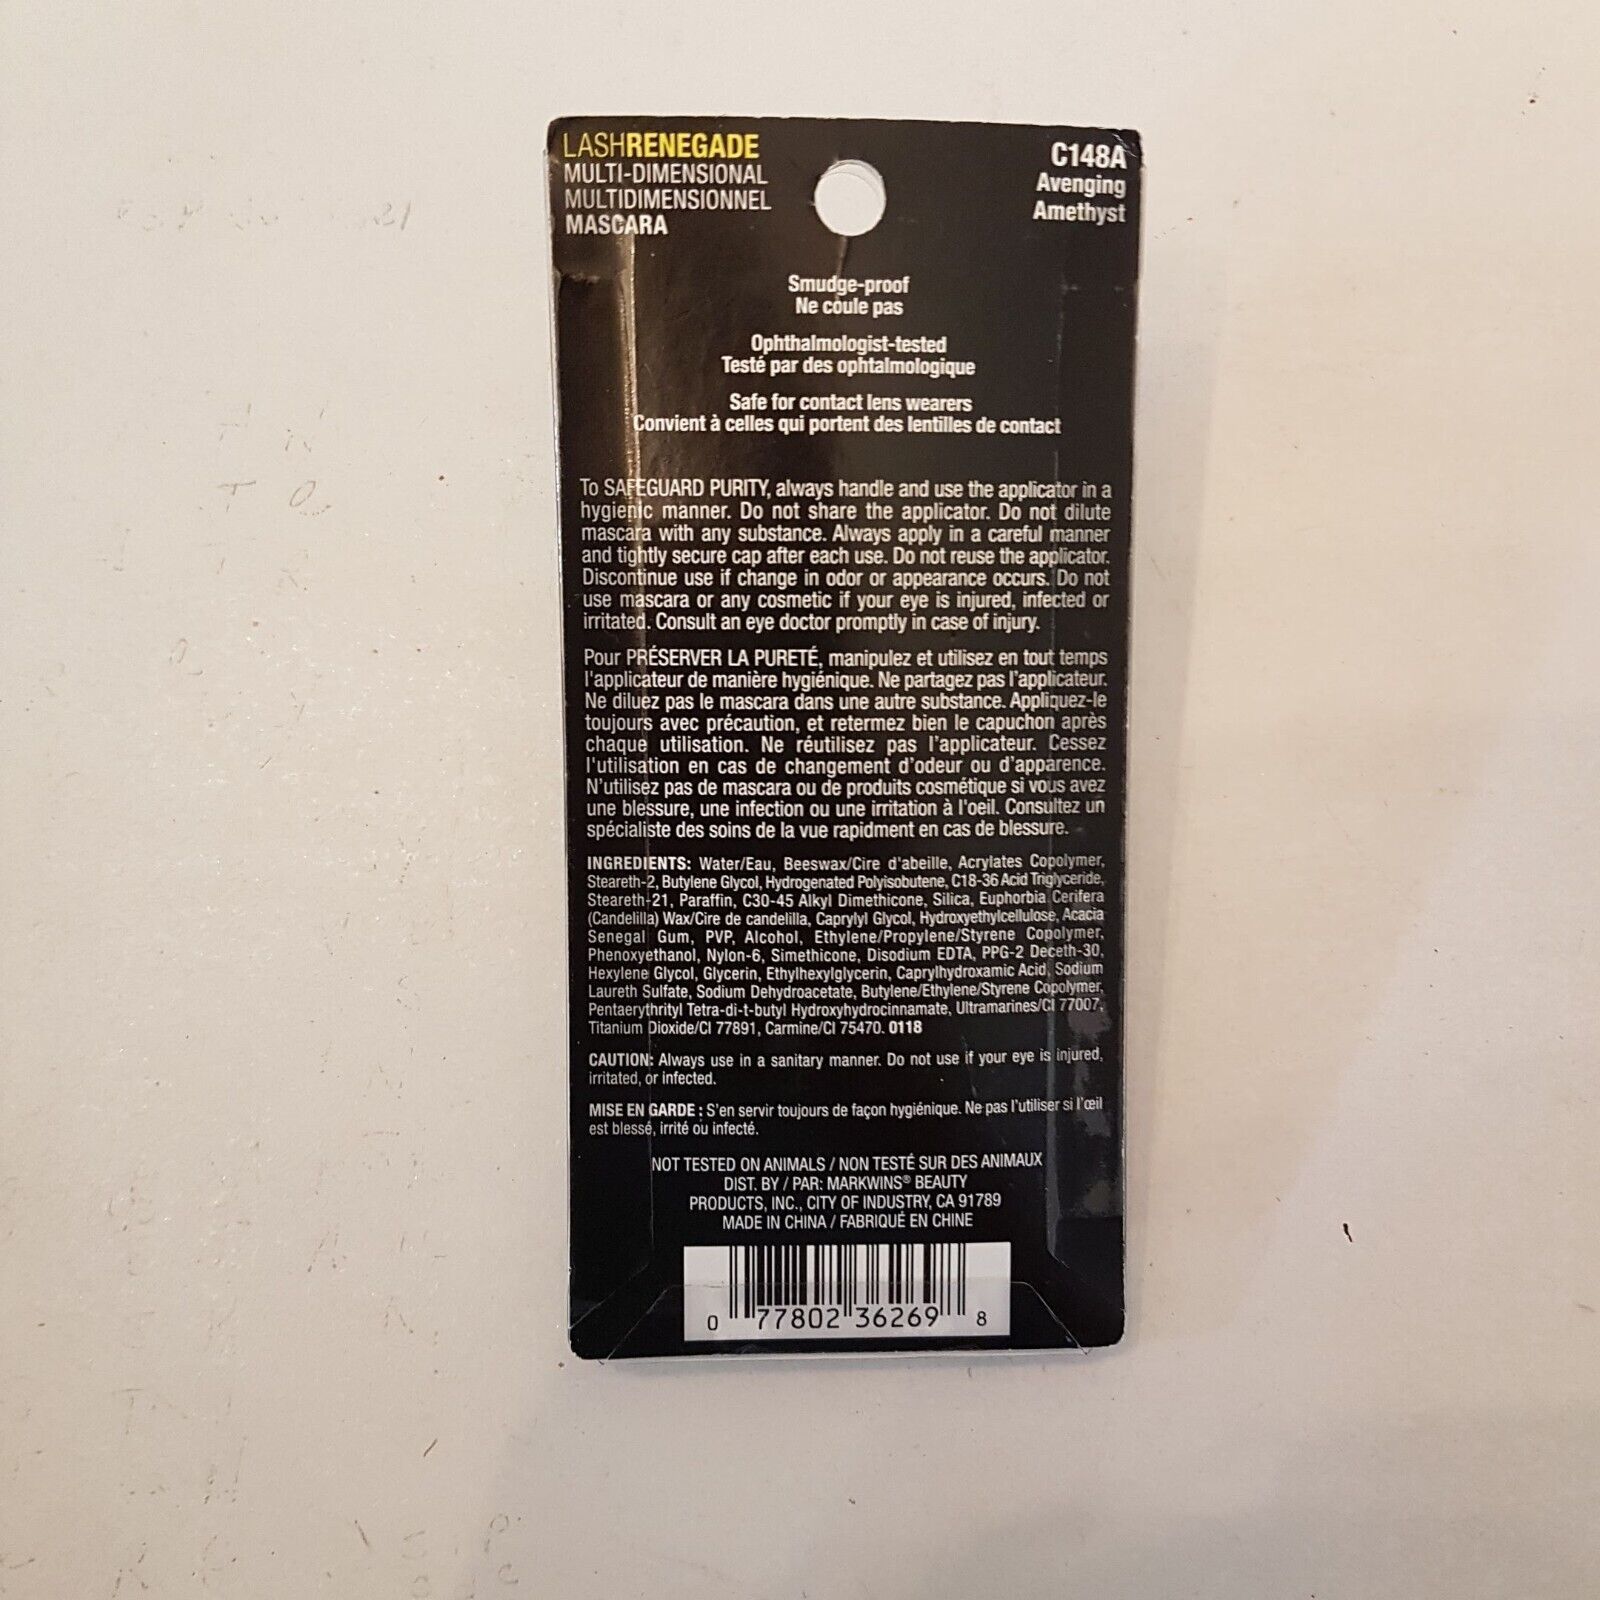 LASHRENEGADE
MULTI-DIMENSIONAL
MULTIDIMENSIONNEL
MASCARA
C148A
Avenging
Amethyst
Smudge-proof
Ne coule pas
Ophthalmologist-tested
Testé par des ophtalmologique
Safe for contact lens wearers
Convient à celles qui portent des lentilles de contact
To SAFEGUARD PURITY, always handle and use the applicator in a
hygienic manner. Do not share the applicator. Do not dilute
mascara with any substance. Always apply in a careful manner
and tightly secure cap after each use. Do not reuse the applicator.
Discontinue use if change in odor or appearance occurs. Do not
use mascara or any cosmetic if your eye is injured, infected or
irritated. Consult an eye doctor promptly in case of injury.
Pour PRÉSERVER LA PURETÉ, manipulez et utilisez en tout temps
l'applicateur de manière hygiénique. Ne partagez pas l'applicateur.
Ne diluez pas le mascara dans une autre substance. Appliquez-le
toujours avec précaution, et retermez bien le capuchon après
chaque utilisation. Ne réutilisez pas l'applicateur. Cessez
l'utilisation en cas de changement d'odeur ou d'apparence.
N'utilisez pas de mascara ou de produits cosmétique si vous avez
une blessure, une infection ou une irritation à l'oeil. Consultez un
spécialiste des soins de la vue rapidment en cas de blessure.
INGREDIENTS: Water/Eau, Beeswax/Cire d'abeille, Acrylates Copolymer,
Steareth-2, Butylene Glycol, Hydrogenated Polyisobutene, C18-36 Acid Triglyceride,
Steareth-21, Paraffin, C30-45 Alkyl Dimethicone, Silica, Euphorbia Cerifera
(Candelilla) Wax/Cire de candelilla, Caprylyl Glycol, Hydroxyethylcellulose, Acacia
Senegal Gum, PVP, Alcohol, Ethylene/Propylene/Styrene Copolymer,
Phenoxyethanol, Nylon-6, Simethicone, Disodium EDTA, PPG-2 Deceth-30,
Hexylene Glycol, Glycerin, Ethylhexylglycerin, Caprylhydroxamic Acid, Sodium
Laureth Sulfate, Sodium Dehydroacetate, Butylene/Ethylene/Styrene Copolymer,
Pentaerythrityl Tetra-di-t-butyl Hydroxyhydrocinnamate, Ultramarines/CI 77007,
Titanium Dioxide/CI 77891, Carmine/CI 75470. 0118
CAUTION: Always use in a sanitary manner. Do not use if your eye is injured,
irritated, or infected.
MISE EN GARDE : S'en servir toujours de façon hygiénique. Ne pas l'utiliser si l'œil
est blessé, irrité ou infecté.
NOT TESTED ON ANIMALS / NON TESTÉ SUR DES ANIMAUX
DIST. BY / PAR: MARKWINS® BEAUTY
PRODUCTS, INC., CITY OF INDUSTRY, CA 91789
MADE IN CHINA / FABRIQUÉ EN CHINE
0 77802 36269 8